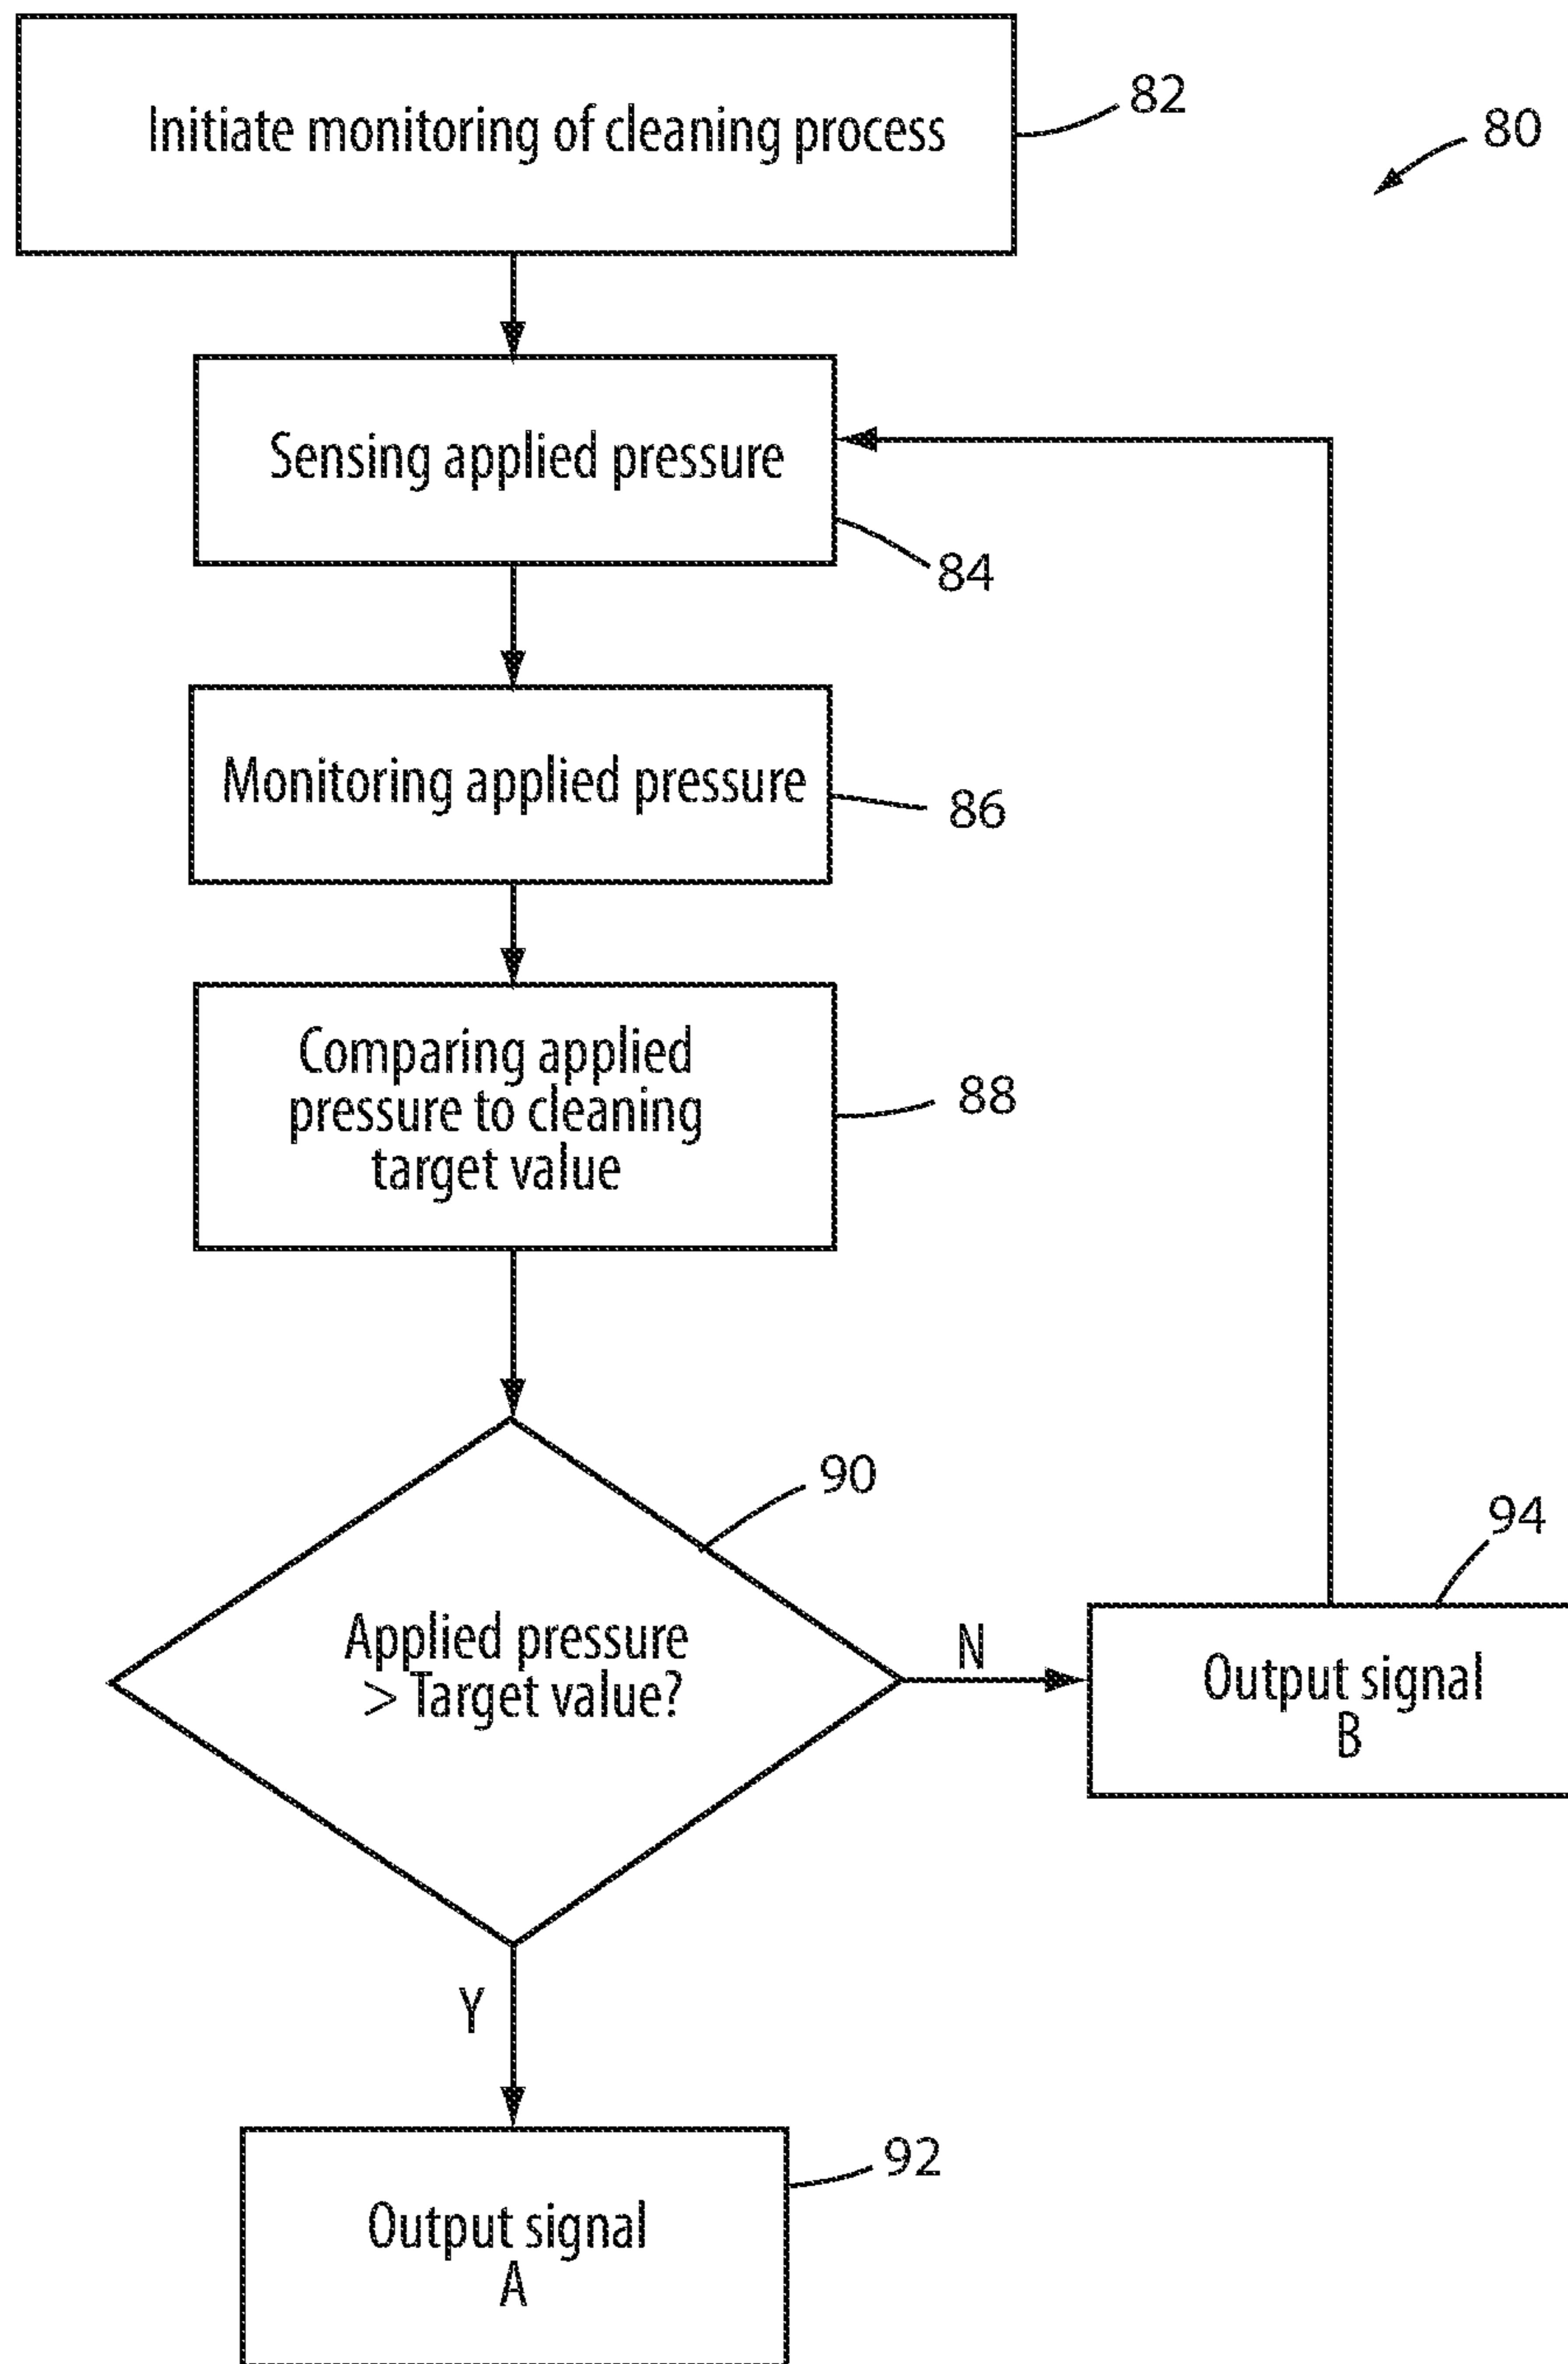 Initiate monitoring of cleaning process
82
80
Sensing applied pressure
84
Monitoring applied pressure
86
Comparing applied
pressure to cleaning
target value
88
90
Applied pressure
> Target value?
N
94
Output signal
B
Y
92
Output signal
A